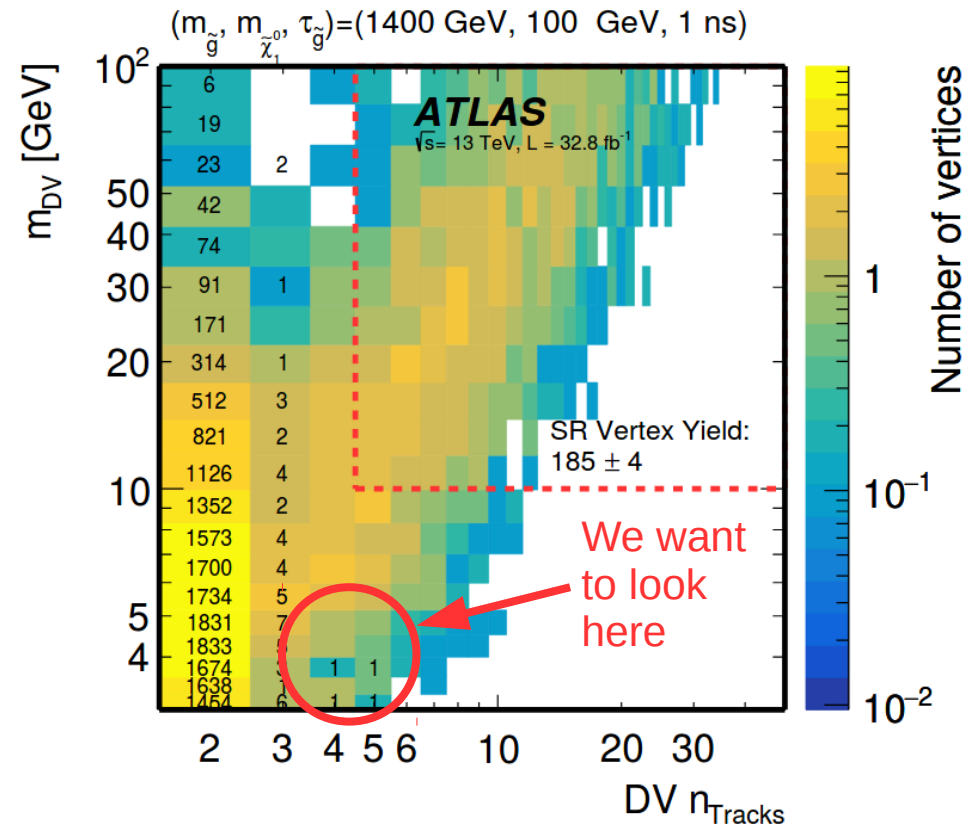 (m_g̃, m_χ̃₁⁰, τ_g̃)=(1400 GeV, 100 GeV, 1 ns)
m_DV [GeV]
10²
50
40
30
20
10
5
4
6
19
23 2
42
74
91 1
171
314 1
512 3
821 2
1126 4
1352 2
1573 4
1700 4
1734 5
1831 7
1833
1674 1 1
1638
1454 6 1 1
ATLAS
√s= 13 TeV, L = 32.8 fb⁻¹
SR Vertex Yield:
185 ± 4
We want
to look
here
2 3 4 5 6 10 20 30
DV n_Tracks
1
10⁻¹
10⁻²
Number of vertices